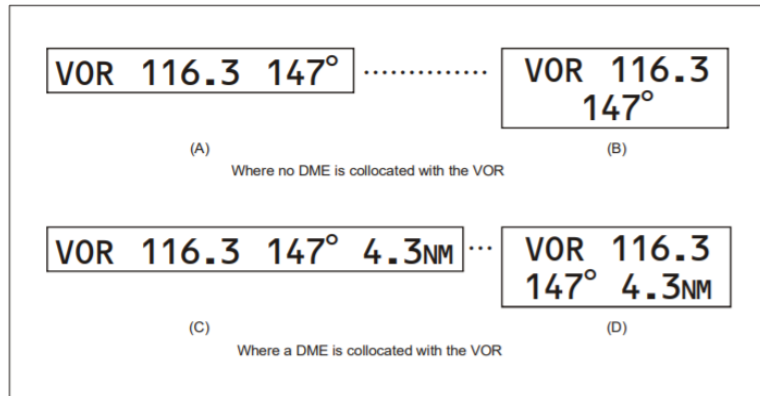 VOR 116.3 147° .............. VOR 116.3
147°
(A) (B)
Where no DME is collocated with the VOR
VOR 116.3 147° 4.3NM ... VOR 116.3
147° 4.3NM
(C) (D)
Where a DME is collocated with the VOR